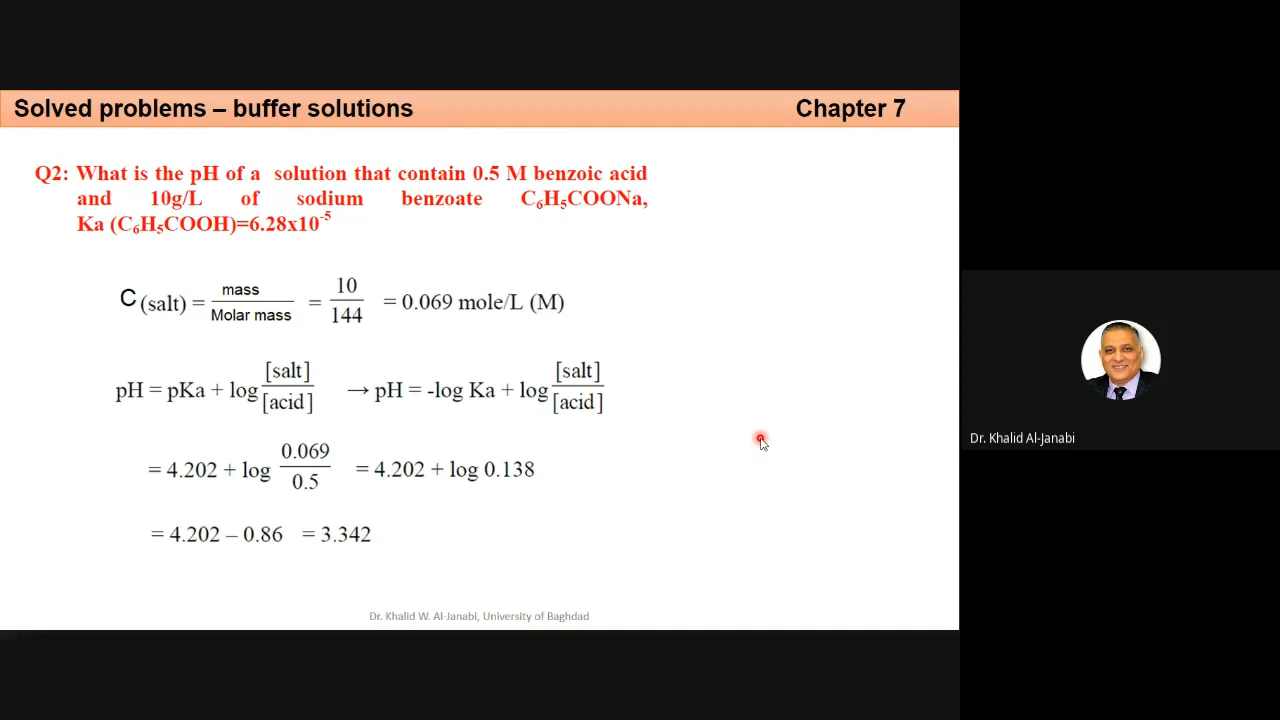 Solved problems – buffer solutions Chapter 7
Q2: What is the pH of a solution that contain 0.5 M benzoic acid
and 10g/L of sodium benzoate C₆H₅COONa,
Ka (C₆H₅COOH)=6.28x10⁻⁵
C (salt) = mass / Molar mass = 10 / 144 = 0.069 mole/L (M)
pH = pKa + log [salt] / [acid] → pH = -log Ka + log [salt] / [acid]
= 4.202 + log 0.069 / 0.5 = 4.202 + log 0.138
= 4.202 – 0.86 = 3.342
Dr. Khalid W. Al-Janabi, University of Baghdad
Dr. Khalid Al-Janabi